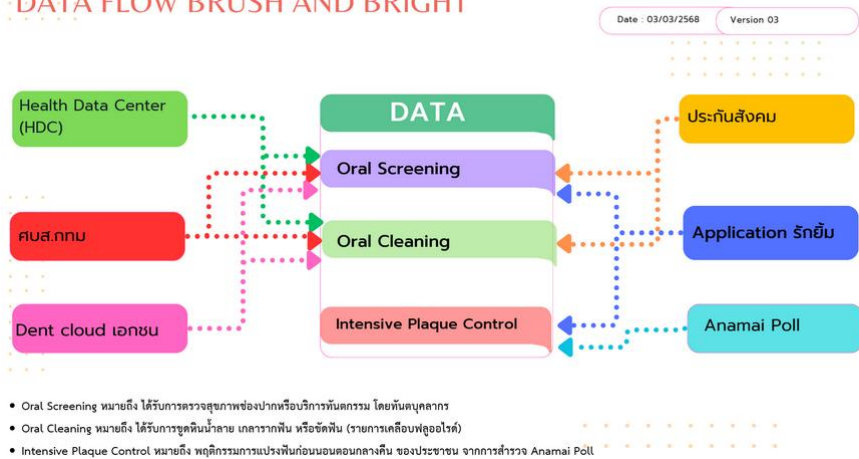 DATA FLOW BRUSH AND BRIGHT
Date : 03/03/2568
Version 03
Health Data Center
(HDC)
DATA
ประกันสังคม
Oral Screening
ศบส.กทม
Oral Cleaning
Application รักยิ้ม
Dent cloud เอกชน
Intensive Plaque Control
Anamai Poll
• Oral Screening หมายถึง ได้รับการตรวจสุขภาพช่องปากหรือบริการทันตกรรม โดยทันตบุคลากร
• Oral Cleaning หมายถึง ได้รับการขูดหินน้ำลาย เกลารากฟัน หรือขัดฟัน (รายการเคลือบฟลูออไรด์)
• Intensive Plaque Control หมายถึง พฤติกรรมการแปรงฟันก่อนนอนตอนกลางคืน ของประชาชน จากการสำรวจ Anamai Poll